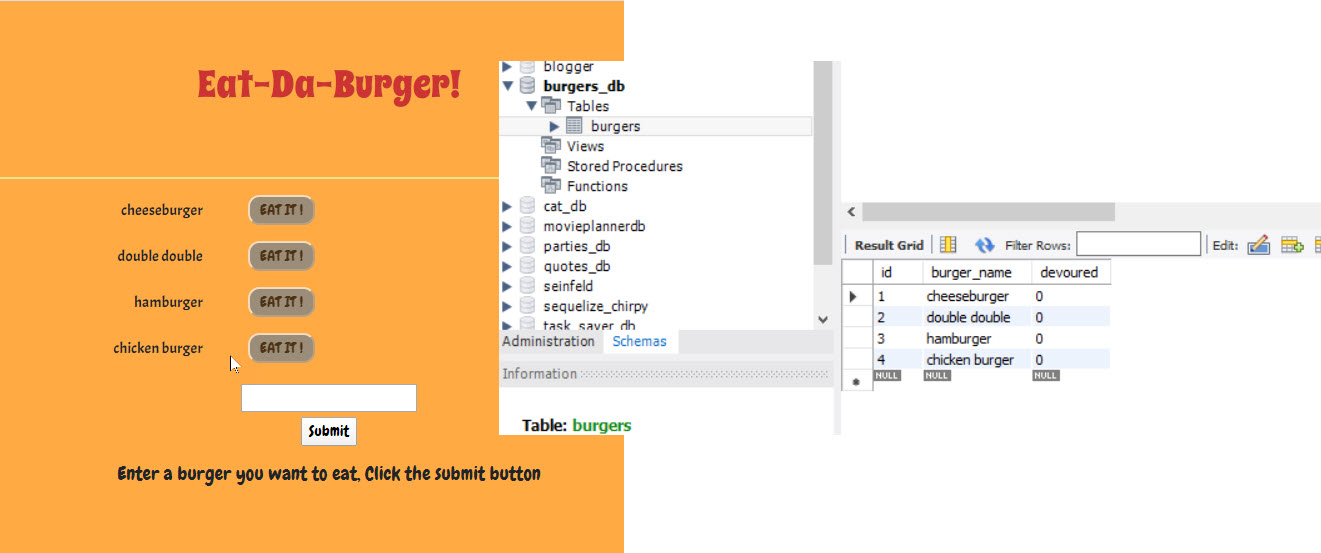 Eat-Da-Burger!
cheeseburger EAT IT !
double double EAT IT !
hamburger EAT IT !
chicken burger EAT IT !
Submit
Enter a burger you want to eat, Click the submit button
blogger
burgers_db
Tables
burgers
Views
Stored Procedures
Functions
cat_db
movieplannerdb
parties_db
quotes_db
seinfeld
sequelize_chirpy
task_saver_db
Administration Schemas
Information
Table: burgers
Result Grid Filter Rows: Edit:
id burger_name devoured
1 cheeseburger 0
2 double double 0
3 hamburger 0
4 chicken burger 0
NULL NULL NULL